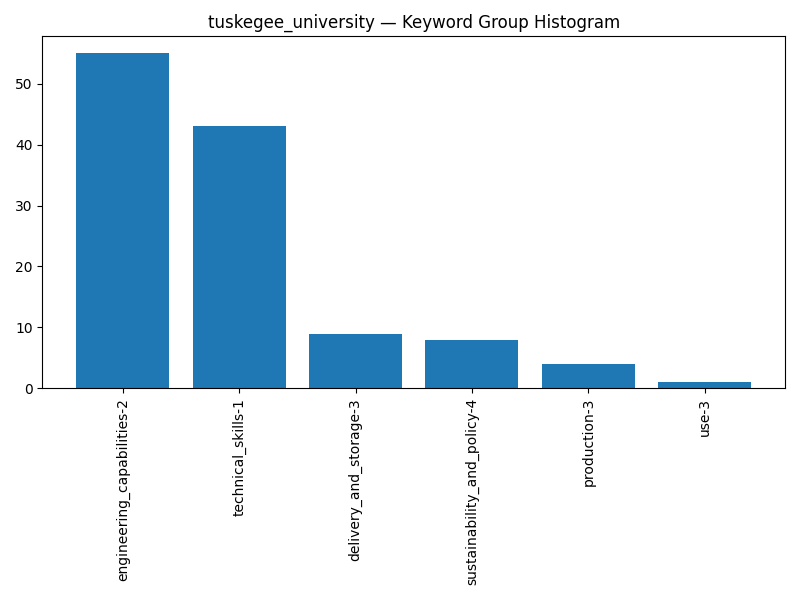 tuskegee_university — Keyword Group Histogram
50
40
30
20
10
0
engineering_capabilities-2
technical_skills-1
delivery_and_storage-3
sustainability_and_policy-4
production-3
use-3